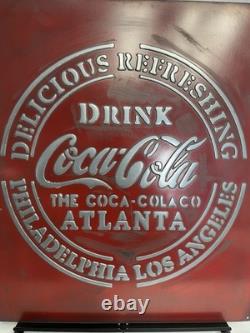 DELICIOUS REFRESHING
DRINK
Coca-Cola
THE COCA-COLA CO
ATLANTA
PHILADELPHIA LOS ANGELES